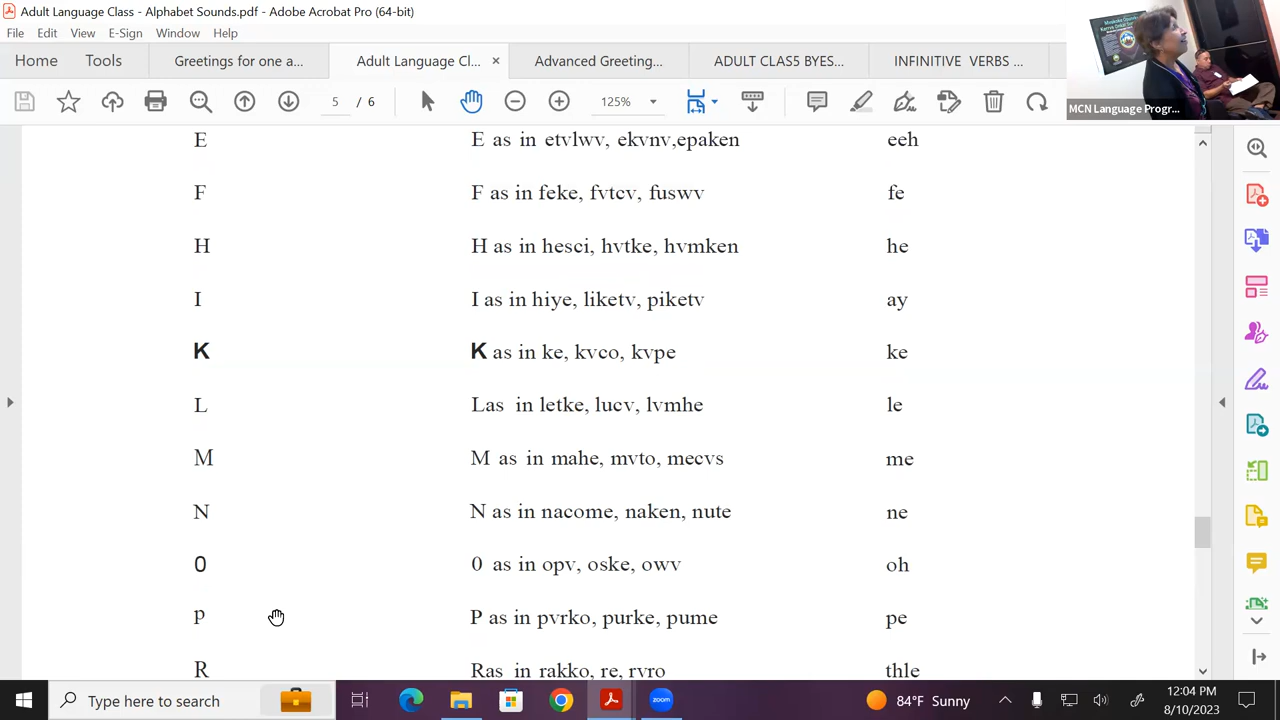 Adult Language Class - Alphabet Sounds.pdf - Adobe Acrobat Pro (64-bit)
File Edit View E-Sign Window Help
Home Tools Greetings for one a... Adult Language Cl... × Advanced Greeting... ADULT CLAS5 BYES... INFINITIVE VERBS ...
5 / 6 125%
MCN Language Progr...
E E as in etvlwv, ekvnv,epaken eeh
F F as in feke, fvtcv, fuswv fe
H H as in hesci, hvtke, hvmken he
I I as in hiye, liketv, piketv ay
K K as in ke, kvco, kvpe ke
L Las in letke, lucv, lvmhe le
M M as in mahe, mvto, mecvs me
N N as in nacome, naken, nute ne
0 0 as in opv, oske, owv oh
p P as in pvrko, purke, pume pe
R Ras in rakko, re, rvro thle
Type here to search zoom 84°F Sunny 12:04 PM
8/10/2023